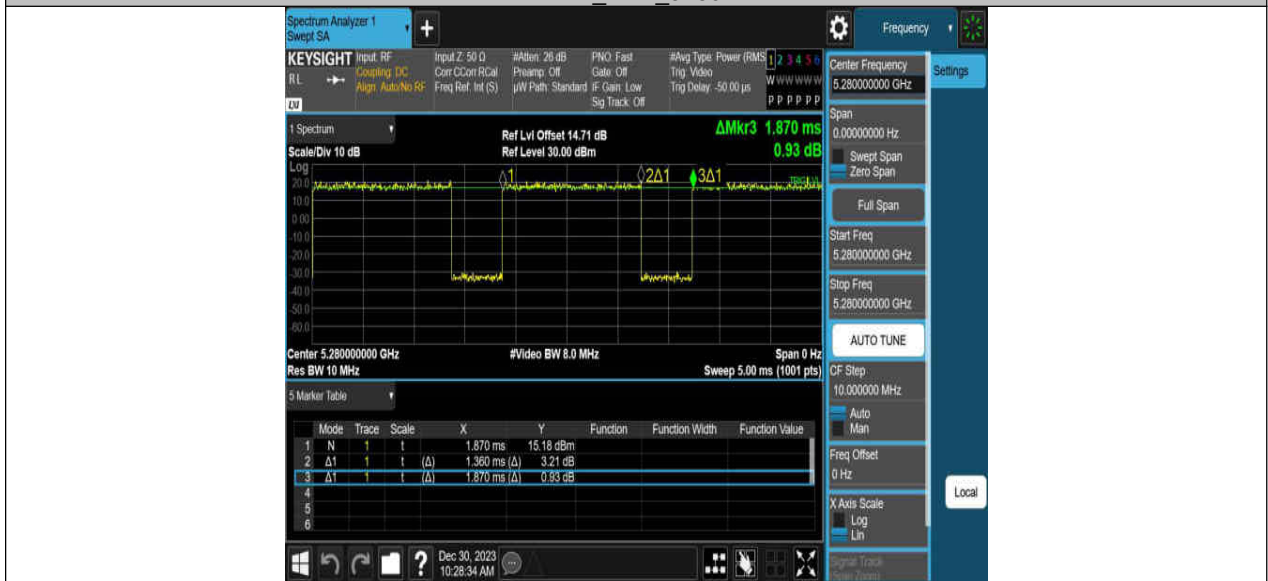 Spectrum Analyzer 1
Swept SA
+
Frequency
KEYSIGHT
RL
LXI
Input: RF
Coupling: DC
Align: Auto/No RF
Input Z: 50 Ω
Corr CCorr RCal
Freq Ref: Int (S)
#Atten: 26 dB
Preamp: Off
µW Path: Standard
PNO: Fast
Gate: Off
IF Gain: Low
Sig Track: Off
#Avg Type: Power (RMS
Trig: Video
Trig Delay: -50.00 µs
1 2 3 4 5 6
W W W W W W
P P P P P P
1 Spectrum
Scale/Div 10 dB
Ref Lvl Offset 14.71 dB
Ref Level 30.00 dBm
ΔMkr3 1.870 ms
0.93 dB
Log
20.0
10.0
0.00
-10.0
-20.0
-30.0
-40.0
-50.0
-60.0
1
2Δ1
3Δ1
TRIG LVL
Center 5.280000000 GHz
#Video BW 8.0 MHz
Span 0 Hz
Res BW 10 MHz
Sweep 5.00 ms (1001 pts)
5 Marker Table
Mode Trace Scale X Y Function Function Width Function Value
1 N 1 t 1.870 ms 15.18 dBm
2 Δ1 1 t (Δ) 1.360 ms (Δ) 3.21 dB
3 Δ1 1 t (Δ) 1.870 ms (Δ) 0.93 dB
4
5
6
?
Dec 30, 2023
10:28:34 AM
Center Frequency
5.280000000 GHz
Span
0.00000000 Hz
Swept Span
Zero Span
Full Span
Start Freq
5.280000000 GHz
Stop Freq
5.280000000 GHz
AUTO TUNE
CF Step
10.000000 MHz
Auto
Man
Freq Offset
0 Hz
X Axis Scale
Log
Lin
Signal Track
(Span Zoom)
Settings
Local